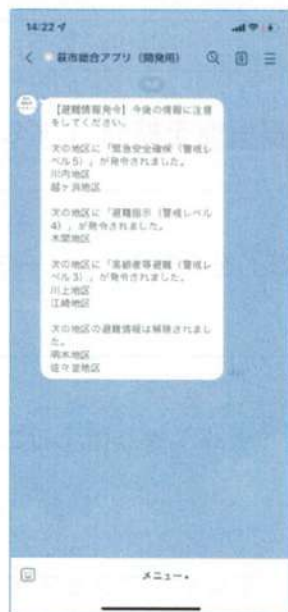 14:22
萩市総合アプリ（開発用）
【避難情報発令】今後の情報に注意
をしてください。
次の地区に「緊急安全確保（警戒レ
ベル5）」が発令されました。
川内地区
越ヶ浜地区
次の地区に「避難指示（警戒レベル
4）」が発令されました。
木間地区
次の地区に「高齢者等避難（警戒レ
ベル3）」が発令されました。
川上地区
江崎地区
次の地区の避難情報は解除されまし
た。
明木地区
佐々並地区
メニュー